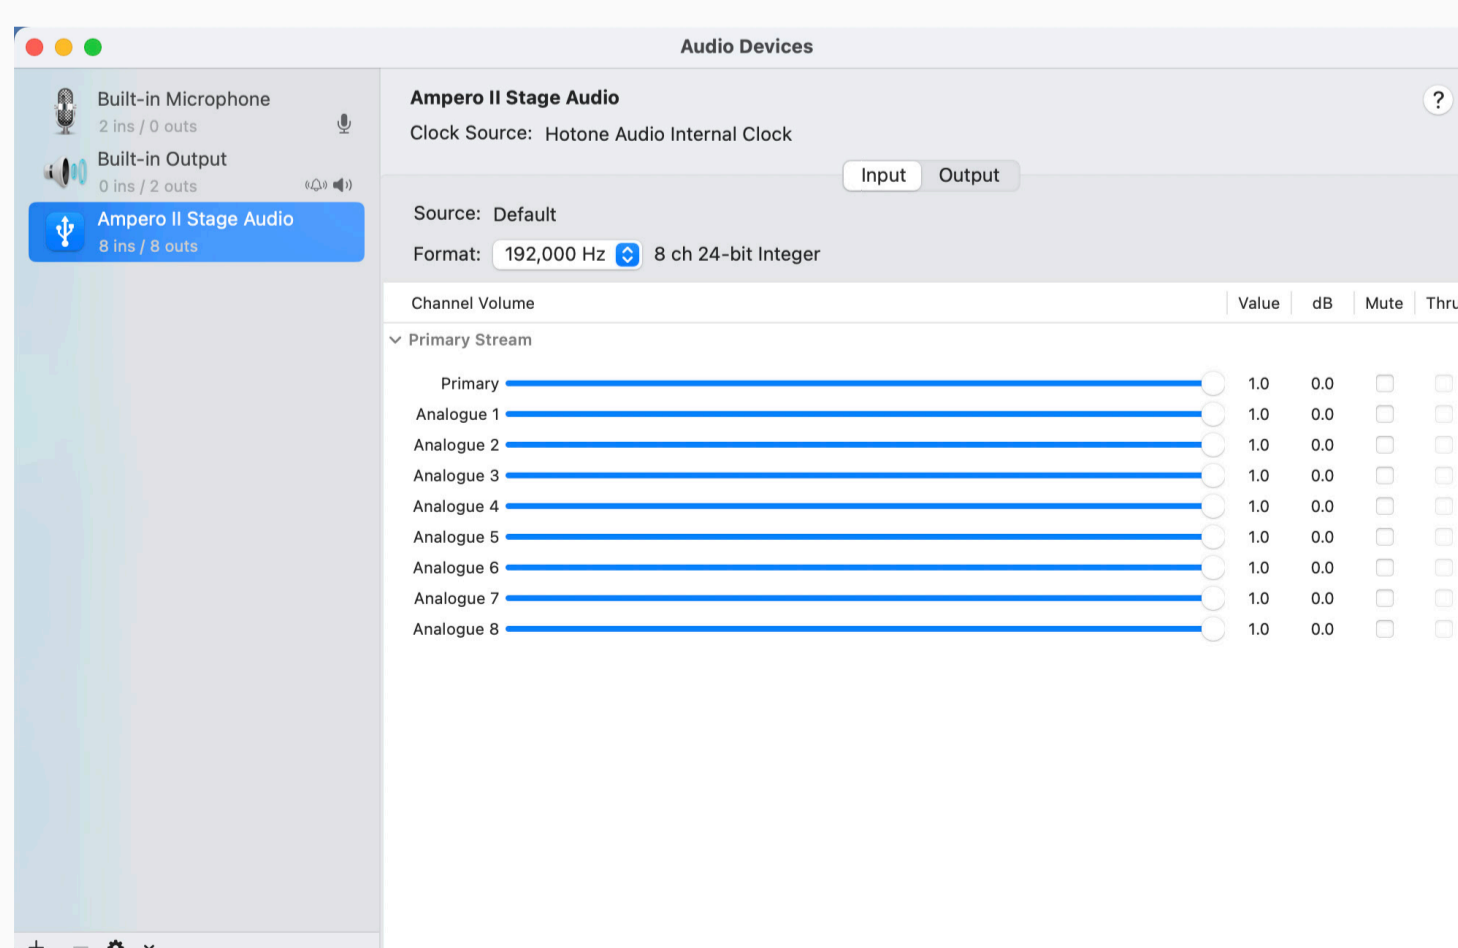 Audio Devices
Built-in Microphone
2 ins / 0 outs
Built-in Output
0 ins / 2 outs
Ampero II Stage Audio
8 ins / 8 outs
Ampero II Stage Audio
?
Clock Source: Hotone Audio Internal Clock
Input Output
Source: Default
Format: 192,000 Hz 8 ch 24-bit Integer
Channel Volume Value dB Mute Thru
Primary Stream
Primary 1.0 0.0
Analogue 1 1.0 0.0
Analogue 2 1.0 0.0
Analogue 3 1.0 0.0
Analogue 4 1.0 0.0
Analogue 5 1.0 0.0
Analogue 6 1.0 0.0
Analogue 7 1.0 0.0
Analogue 8 1.0 0.0